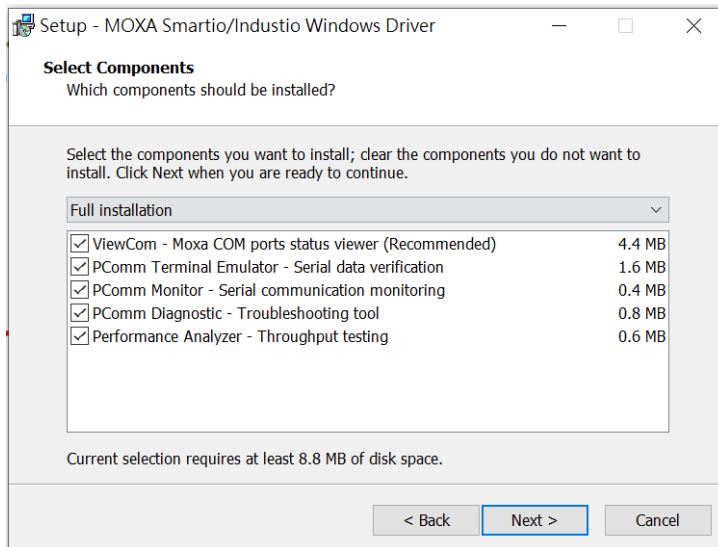 Setup - MOXA Smartio/Industio Windows Driver
Select Components
Which components should be installed?
Select the components you want to install; clear the components you do not want to
install. Click Next when you are ready to continue.
Full installation
ViewCom - Moxa COM ports status viewer (Recommended) 4.4 MB
PComm Terminal Emulator - Serial data verification 1.6 MB
PComm Monitor - Serial communication monitoring 0.4 MB
PComm Diagnostic - Troubleshooting tool 0.8 MB
Performance Analyzer - Throughput testing 0.6 MB
Current selection requires at least 8.8 MB of disk space.
< Back Next > Cancel